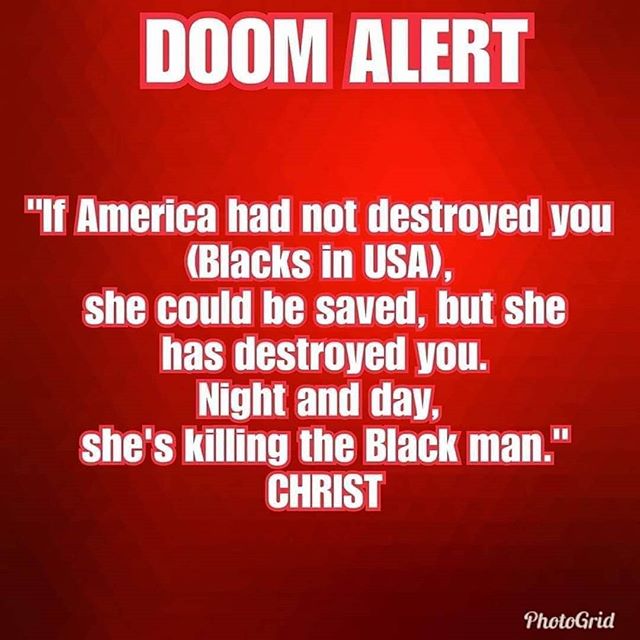 DOOM ALERT
"If America had not destroyed you
(Blacks in USA),
she could be saved, but she
has destroyed you.
Night and day,
she's killing the Black man."
CHRIST
PhotoGrid